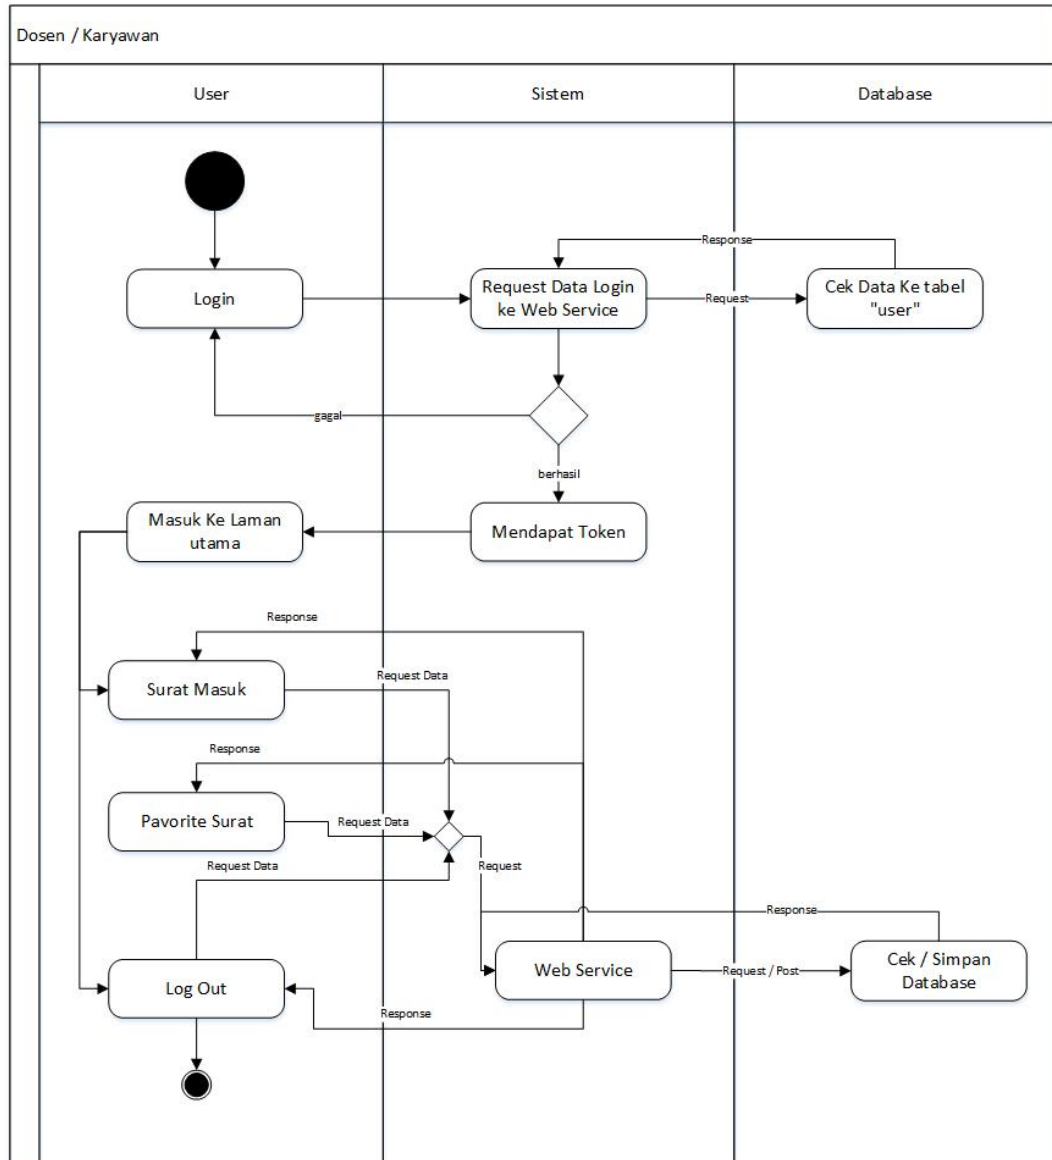 Dosen / Karyawan
User
Sistem
Database
Response
Login
Request Data Login
ke Web Service
Request
Cek Data Ke tabel
"user"
gagal
berhasil
Masuk Ke Laman
utama
Mendapat Token
Response
Surat Masuk
Request Data
Response
Pavorite Surat
Request Data
Request Data
Request
Response
Log Out
Web Service
Request / Post
Cek / Simpan
Database
Response